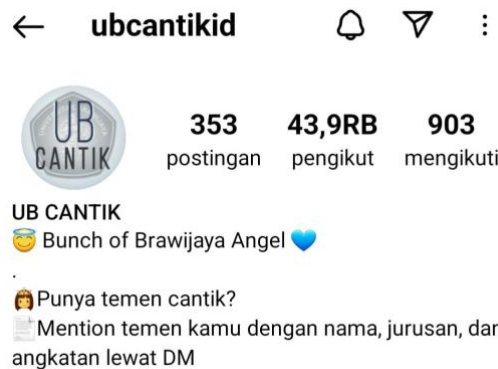 ubcantikid
UB
CANTIK
353 43,9RB 903
postingan pengikut mengikuti
UB CANTIK
😇 Bunch of Brawijaya Angel 💙
.
👸Punya temen cantik?
📄Mention temen kamu dengan nama, jurusan, dan
angkatan lewat DM